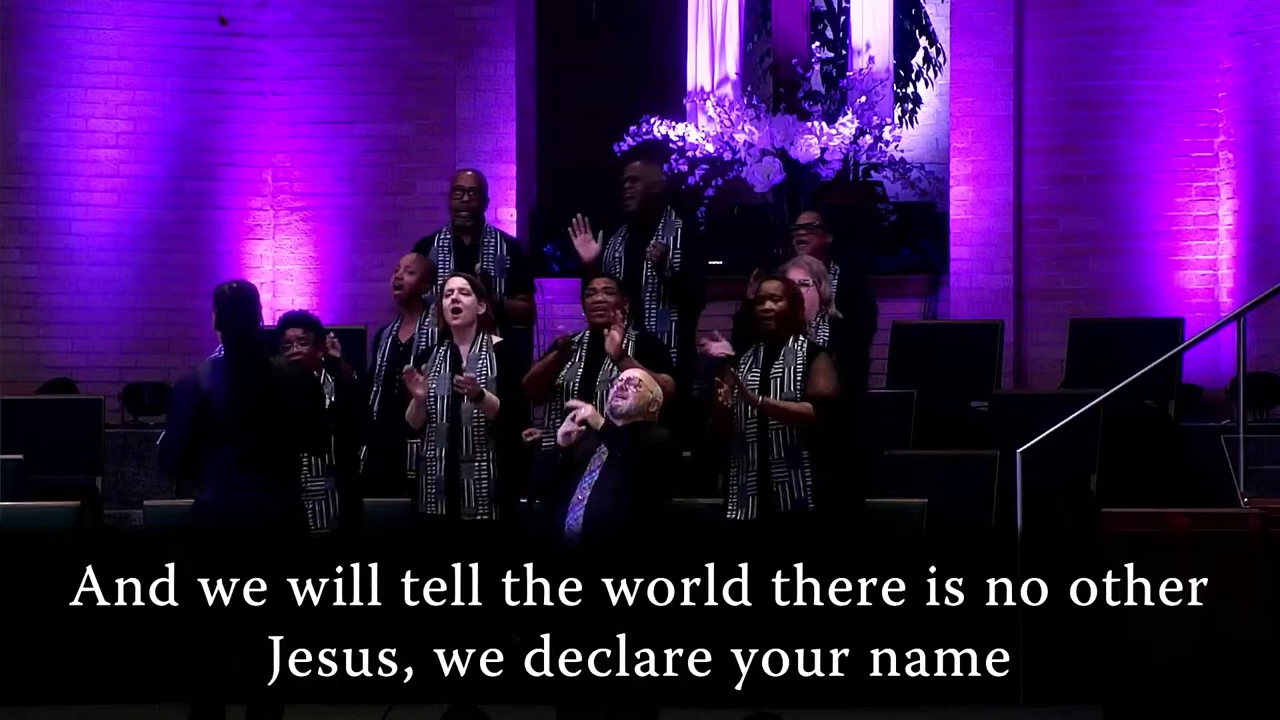 And we will tell the world there is no other
Jesus, we declare your name